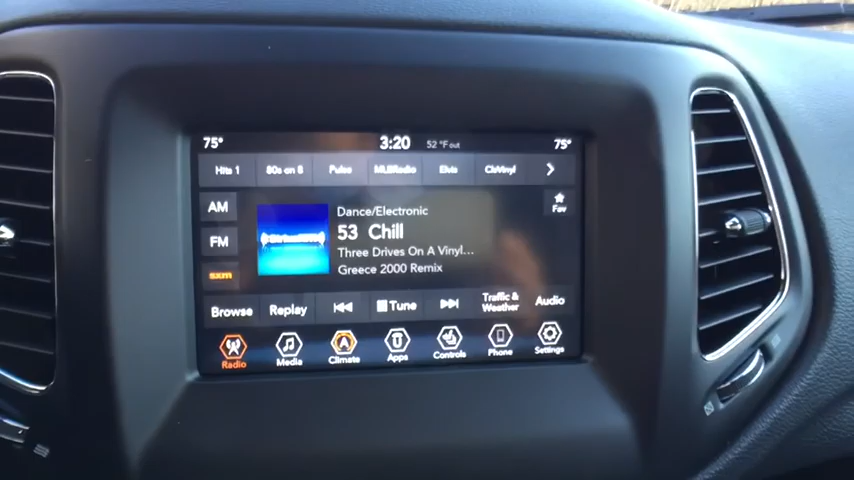 75° 3:20 52 °F out 75°
Hits 1 80s on 8 Pulse MLBRadio Elvis ClsVinyl
AM
FM
sxm
Dance/Electronic
53 Chill
Three Drives On A Vinyl...
Greece 2000 Remix
Fav
Browse Replay Tune Traffic & Weather Audio
Radio Media Climate Apps Controls Phone Settings